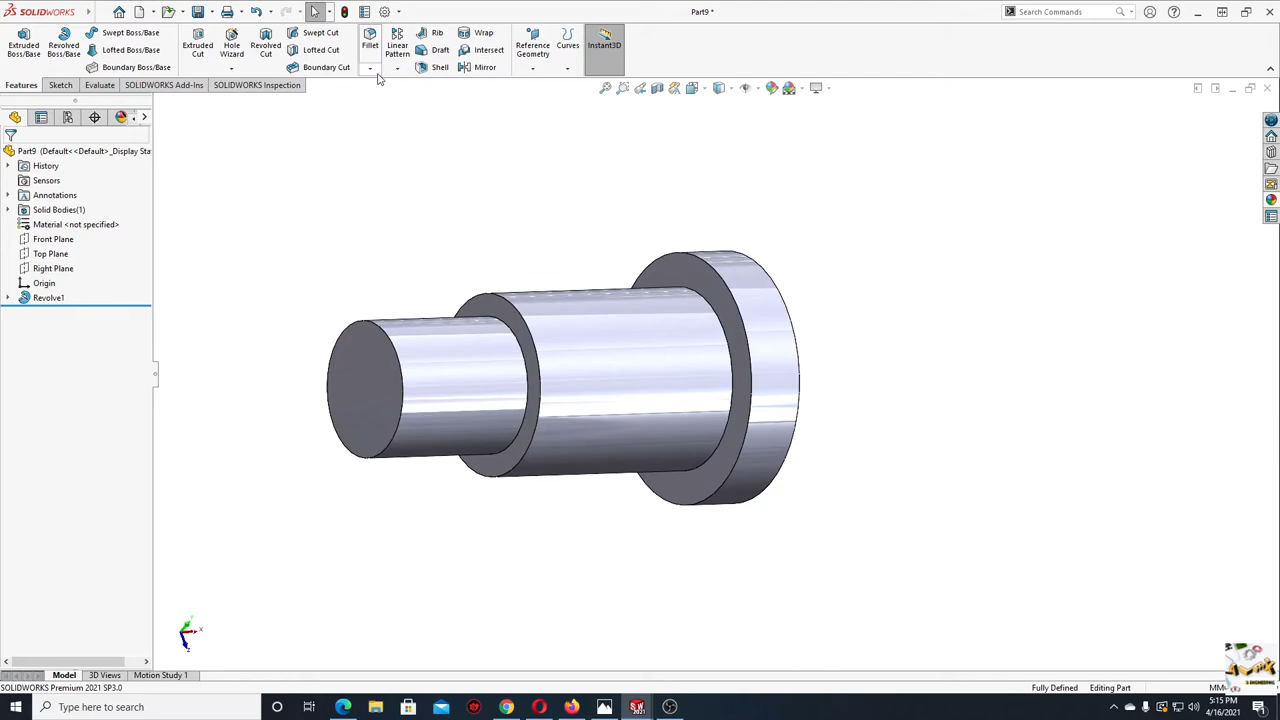 SOLIDWORKS
Part9 *
Search Commands
Extruded Boss/Base
Revolved Boss/Base
Swept Boss/Base
Lofted Boss/Base
Boundary Boss/Base
Extruded Cut
Hole Wizard
Revolved Cut
Swept Cut
Lofted Cut
Boundary Cut
Fillet
Linear Pattern
Rib
Draft
Shell
Wrap
Intersect
Mirror
Reference Geometry
Curves
Instant3D
Features
Sketch
Evaluate
SOLIDWORKS Add-Ins
SOLIDWORKS Inspection
Part9 (Default<<Default>_Display Sta
History
Sensors
Annotations
Solid Bodies(1)
Material <not specified>
Front Plane
Top Plane
Right Plane
Origin
Revolve1
Y
X
Z
Model
3D Views
Motion Study 1
SOLIDWORKS Premium 2021 SP3.0
Fully Defined
Editing Part
Type here to search
5:15 PM
4/16/2021